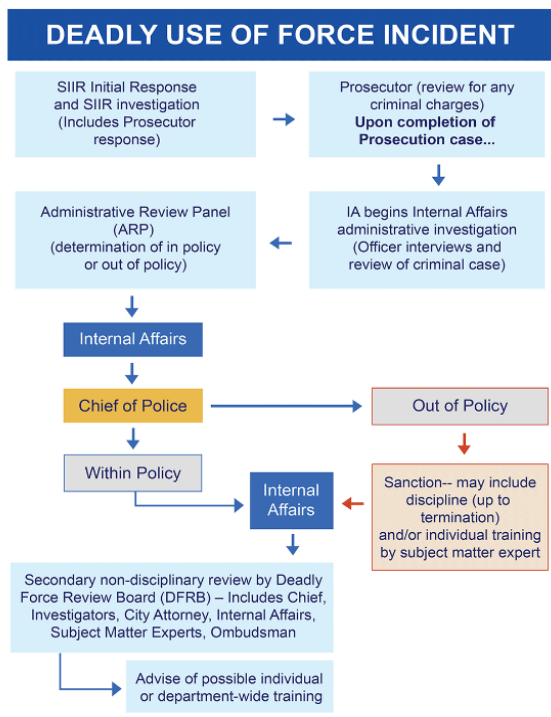 DEADLY USE OF FORCE INCIDENT
SIIR Initial Response
and SIIR investigation
(Includes Prosecutor
response)
Prosecutor (review for any
criminal charges)
Upon completion of
Prosecution case...
IA begins Internal Affairs
administrative investigation
(Officer interviews and
review of criminal case)
Administrative Review Panel
(ARP)
(determination of in policy
or out of policy)
Internal Affairs
Chief of Police
Out of Policy
Within Policy
Sanction-- may include
discipline (up to
termination)
and/or individual training
by subject matter expert
Internal
Affairs
Secondary non-disciplinary review by Deadly
Force Review Board (DFRB) – Includes Chief,
Investigators, City Attorney, Internal Affairs,
Subject Matter Experts, Ombudsman
Advise of possible individual
or department-wide training